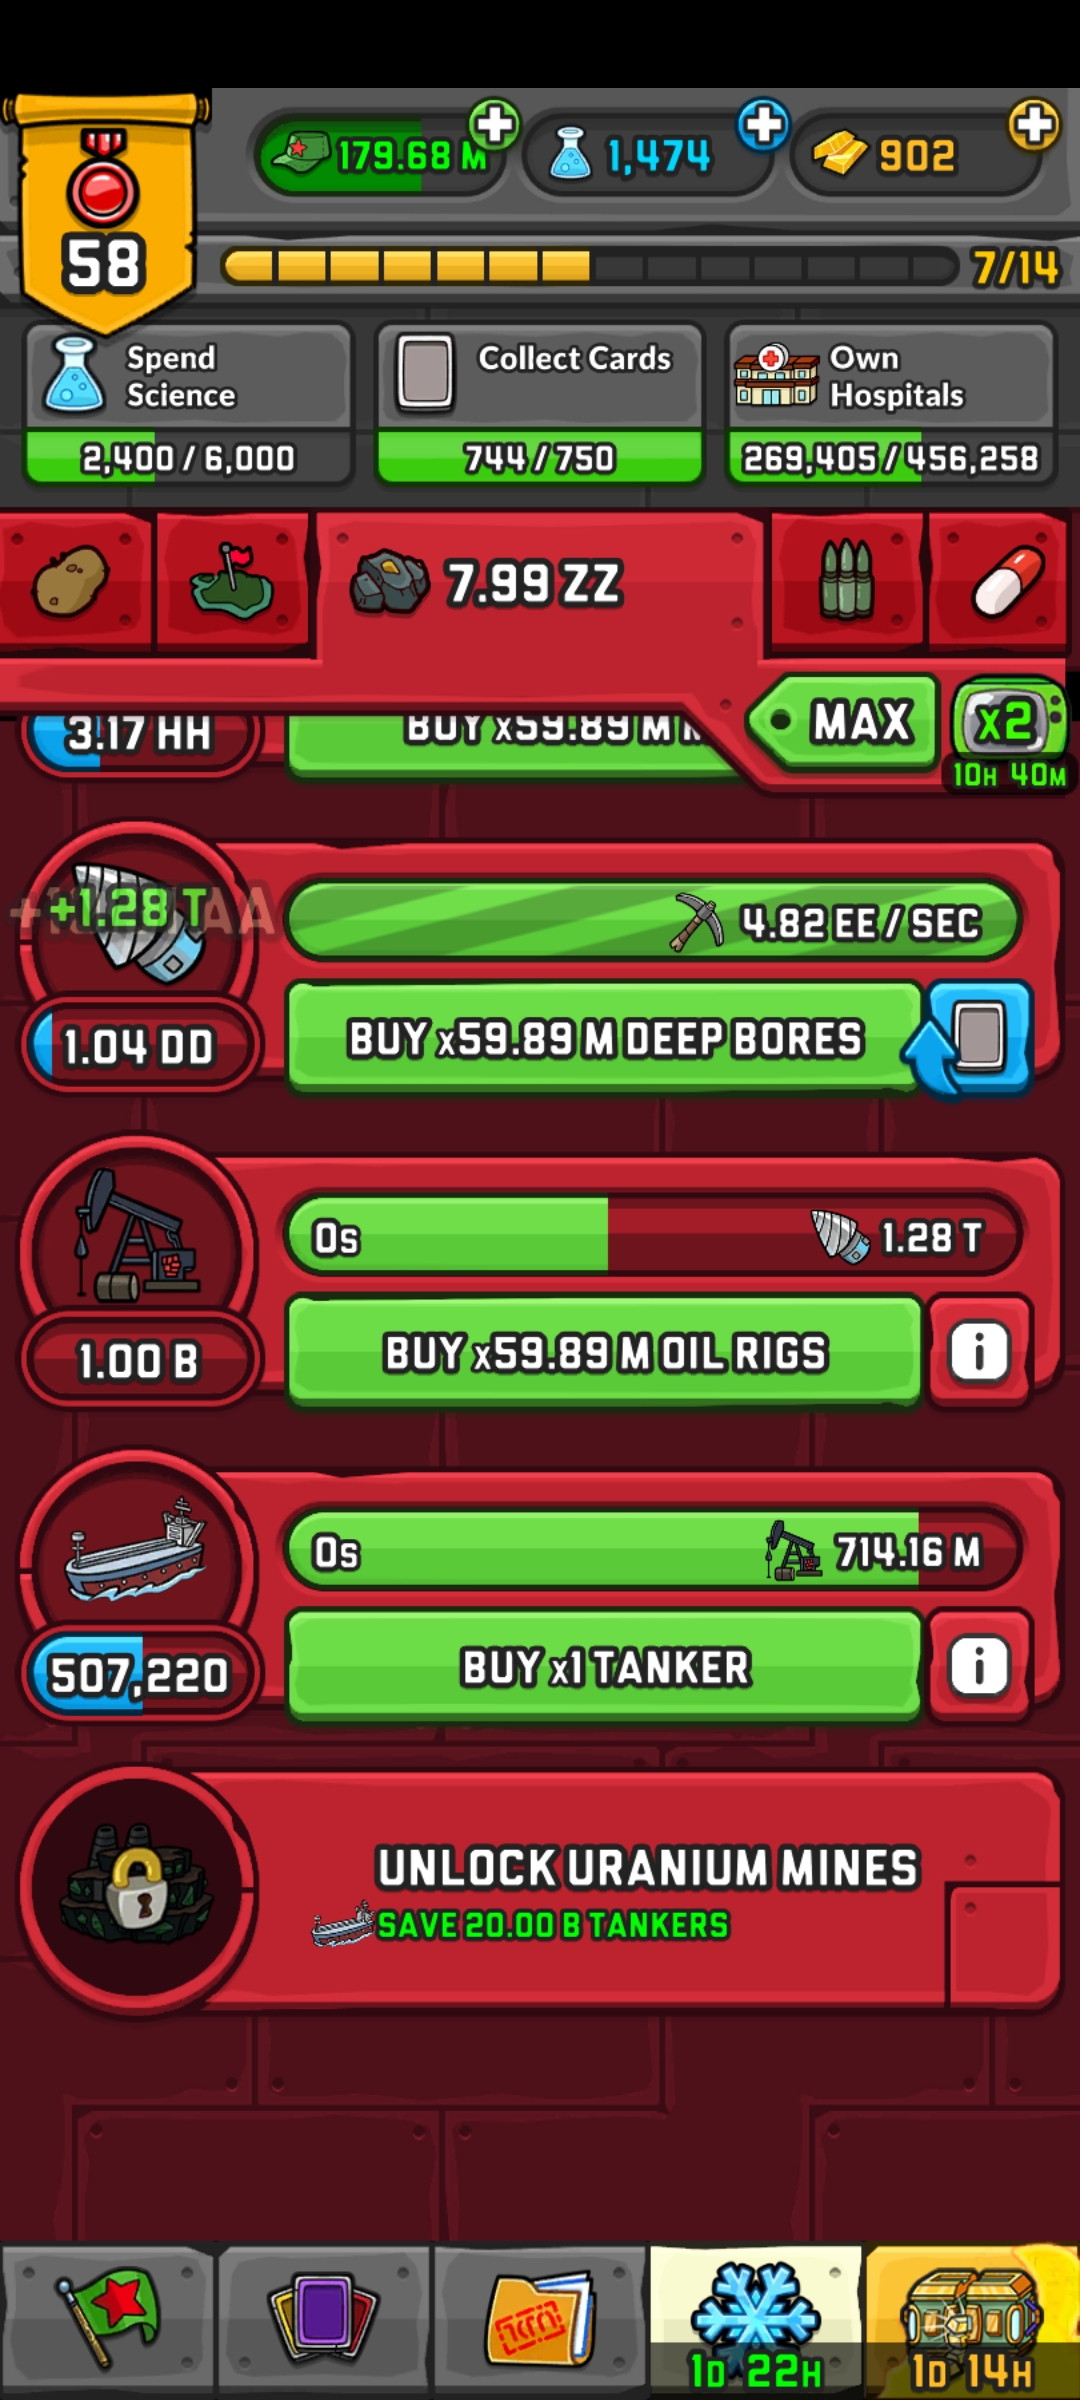 58
179.68 M
1,474
902
7/14
Spend Science
2,400 / 6,000
Collect Cards
744 / 750
Own Hospitals
269,405 / 456,258
7.99 ZZ
MAX
x2
10H 40M
3.17 HH
BUY x59.89 M
+1.28 T
4.82 EE / SEC
1.04 DD
BUY x59.89 M DEEP BORES
0s
1.28 T
1.00 B
BUY x59.89 M OIL RIGS
0s
714.16 M
507,220
BUY x1 TANKER
UNLOCK URANIUM MINES
SAVE 20.00 B TANKERS
1D 22H
1D 14H